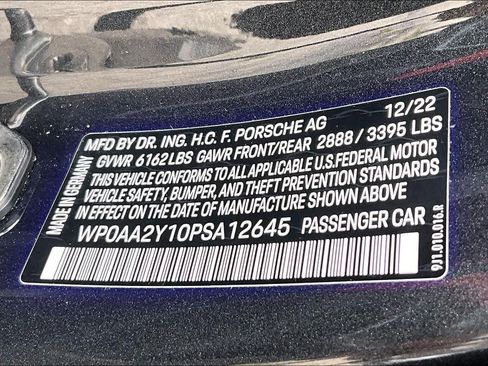 MFD BY DR. ING. H.C. F. PORSCHE AG 12/22
GVWR 6162LBS GAWR FRONT/REAR 2888 / 3395 LBS
THIS VEHICLE CONFORMS TO ALL APPLICABLE U.S.FEDERAL MOTOR
VEHICLE SAFETY, BUMPER, AND THEFT PREVENTION STANDARDS
IN EFFECT ON THE DATE OF MANUFACTURE SHOWN ABOVE.
WP0AA2Y10PSA12645 PASSENGER CAR
MADE IN GERMANY
9J1.010.016.R